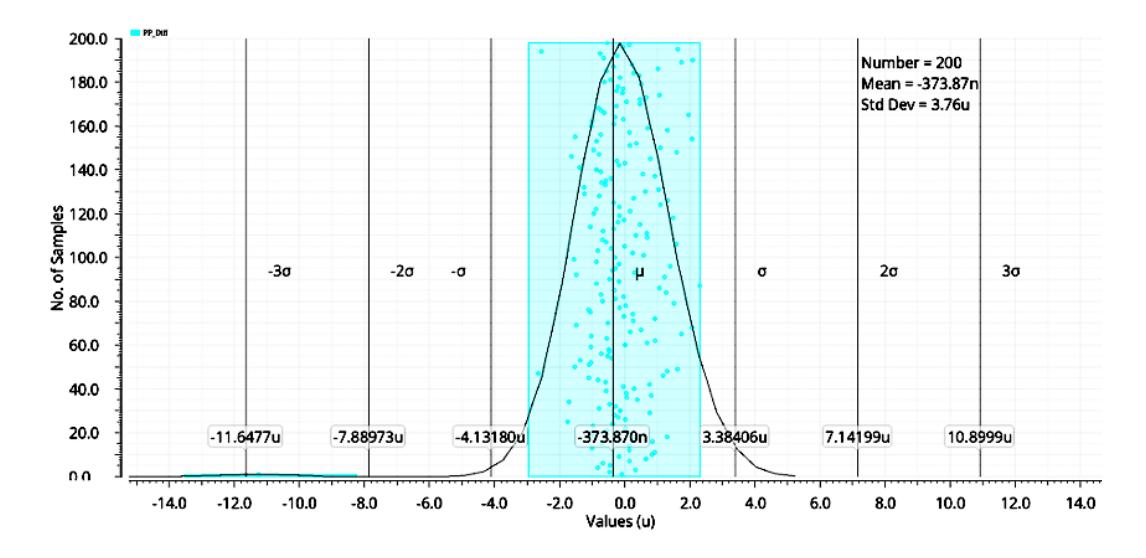 PP_Diff
200.0
180.0
160.0
140.0
120.0
100.0
80.0
60.0
40.0
20.0
0.0
No. of Samples
Number = 200
Mean = -373.87n
Std Dev = 3.76u
-3σ
-2σ
-σ
μ
σ
2σ
3σ
-11.6477u
-7.88973u
-4.13180u
-373.870n
3.38406u
7.14199u
10.8999u
-14.0
-12.0
-10.0
-8.0
-6.0
-4.0
-2.0
0.0
2.0
4.0
6.0
8.0
10.0
12.0
14.0
Values (u)